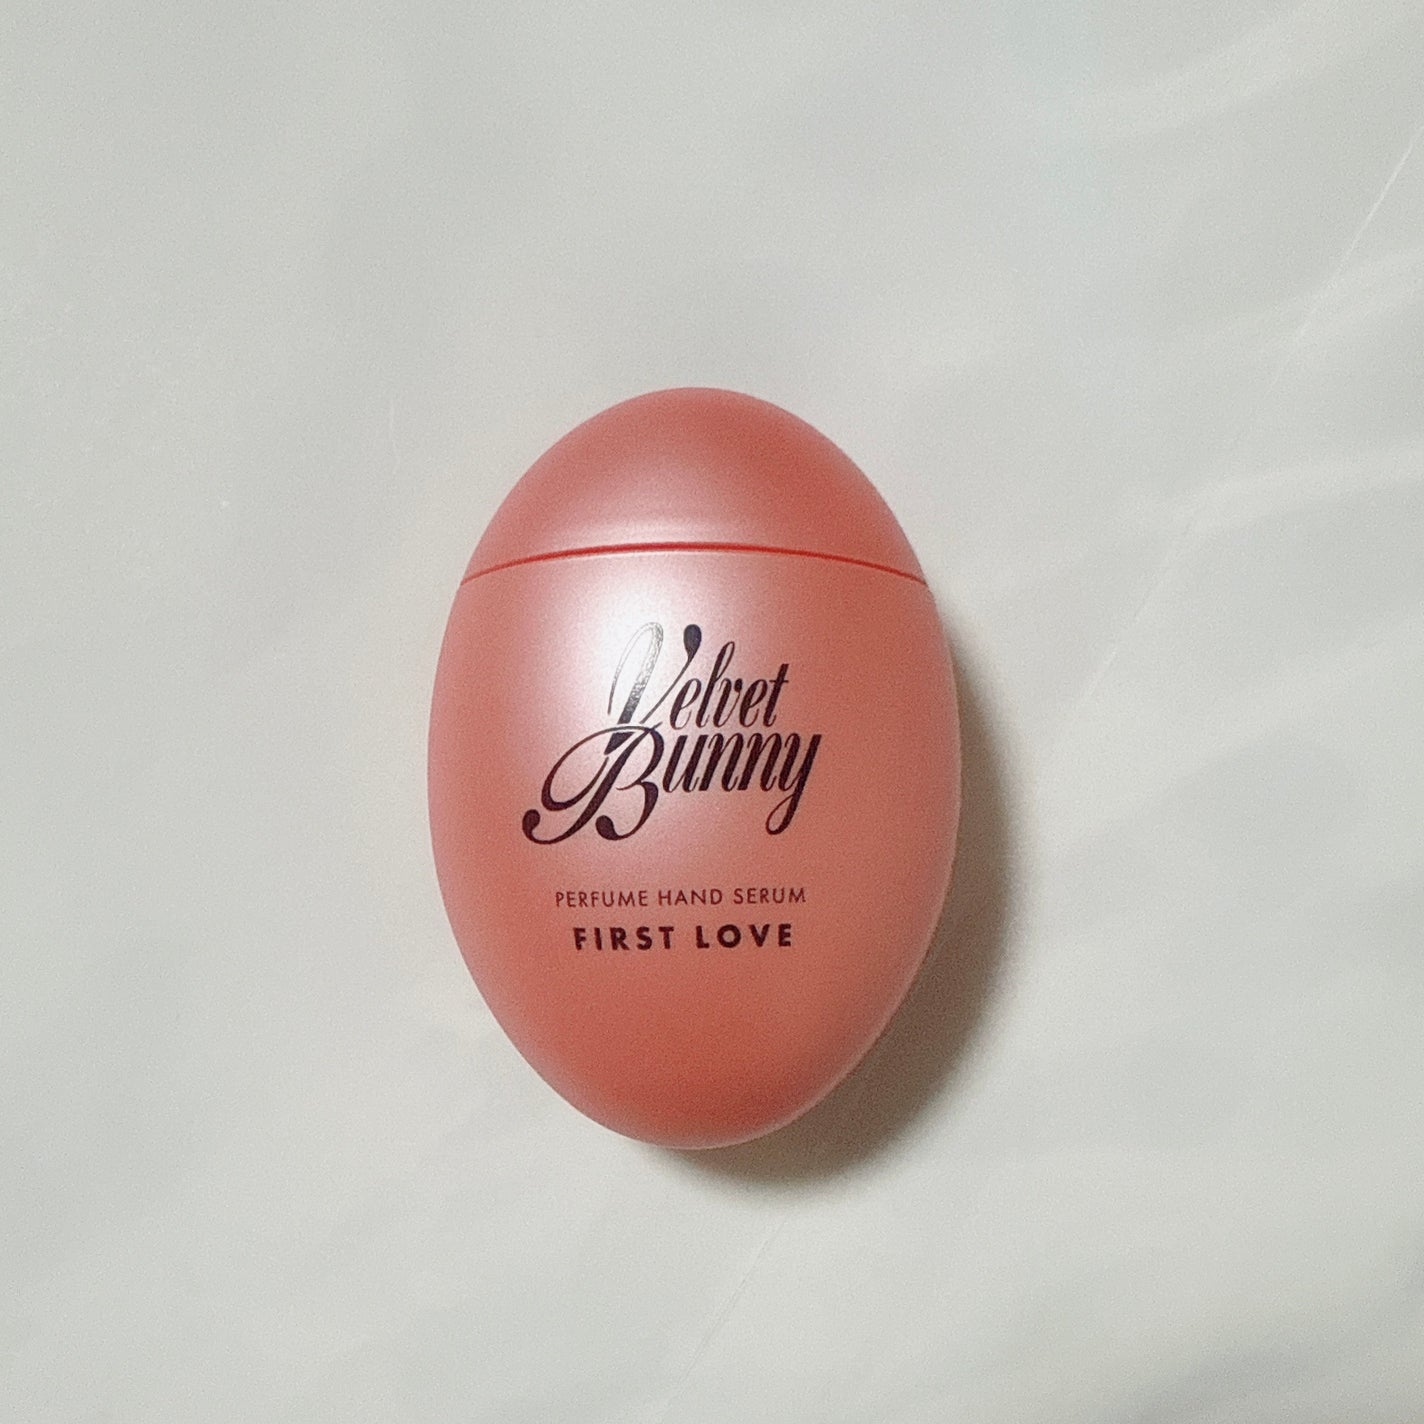 Velvet
Bunny
PERFUME HAND SERUM
FIRST LOVE